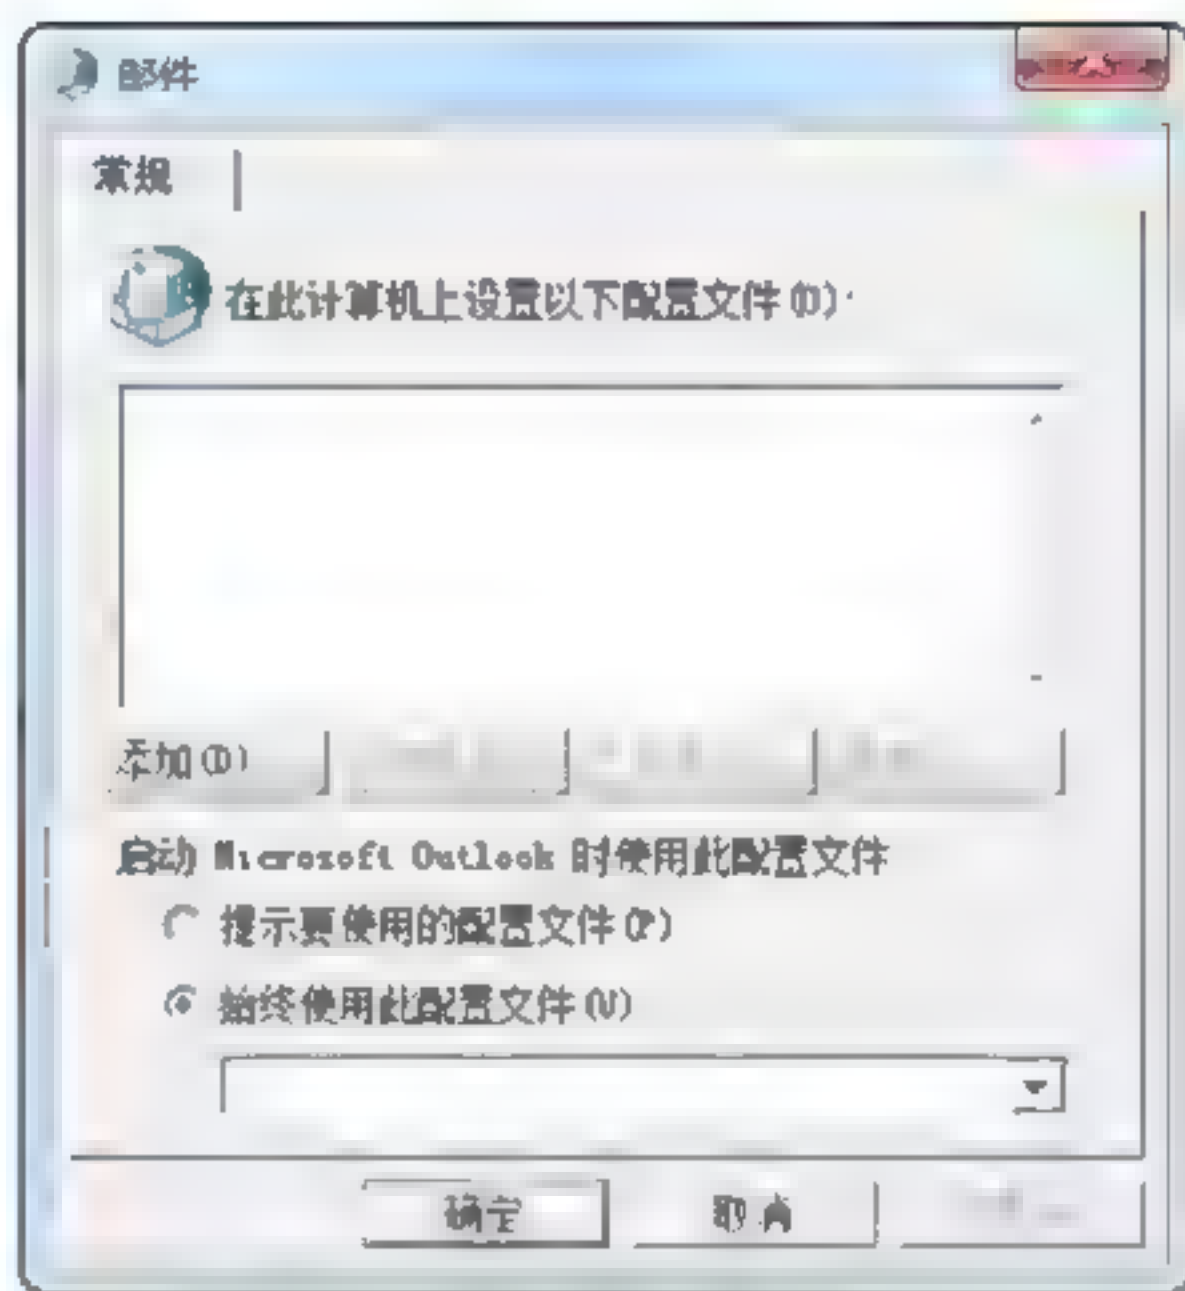 邮件
常规
在此计算机上设置以下配置文件(D):
添加(D)
启动 Microsoft Outlook 时使用此配置文件
提示要使用的配置文件(P)
始终使用此配置文件(U)
确定 取消